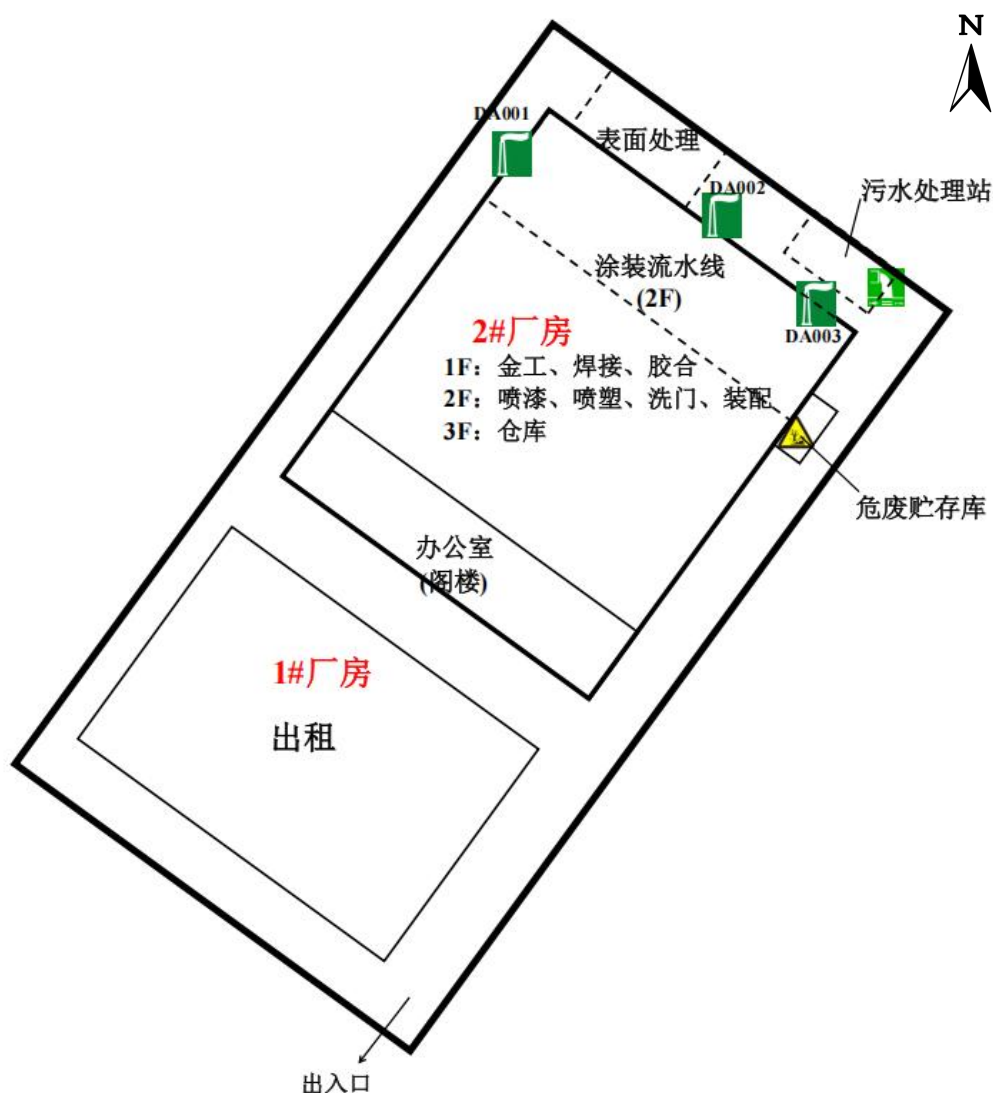 N
DA001
表面处理
DA002
污水处理站
涂装流水线
(2F)
DA003
2#厂房
1F：金工、焊接、胶合
2F：喷漆、喷塑、洗门、装配
3F：仓库
危废贮存库
办公室
(阁楼)
1#厂房
出租
出入口